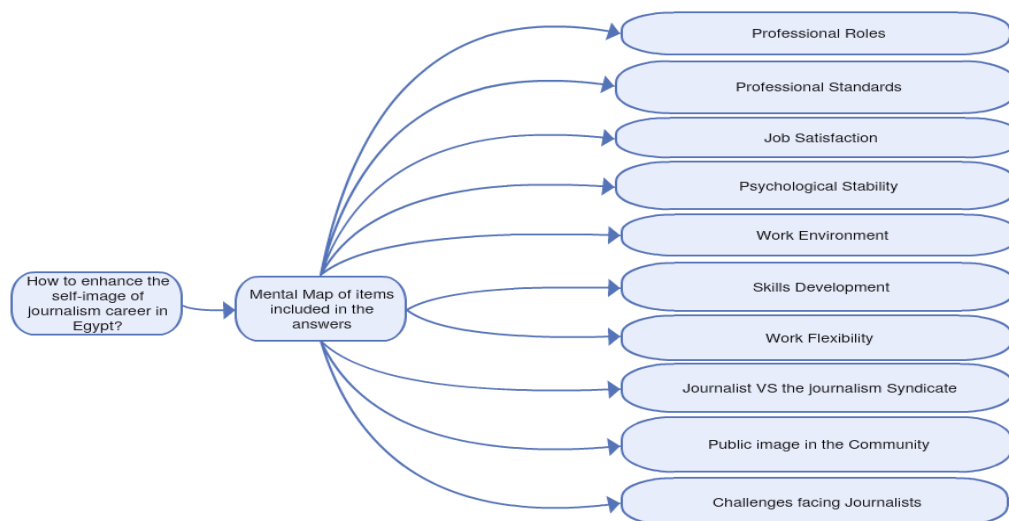 How to enhance the
self-image of
journalism career in
Egypt?
Mental Map of items
included in the
answers
Professional Roles
Professional Standards
Job Satisfaction
Psychological Stability
Work Environment
Skills Development
Work Flexibility
Journalist VS the journalism Syndicate
Public image in the Community
Challenges facing Journalists